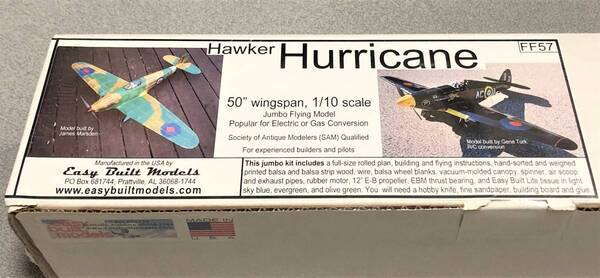 Hawker Hurricane
FF57
50" wingspan, 1/10 scale
Jumbo Flying Model
Popular for Electric or Gas Conversion
Society of Antique Modelers (SAM) Qualified
For experienced builders and pilots
Model built by
James Marsden
Model built by Gene Turk,
R/C conversion
Manufactured in the USA by
Easy Built Models
PO Box 681744, Prattville, AL 36068-1744
www.easybuiltmodels.com
This jumbo kit includes a full-size rolled plan, building and flying instructions, hand-sorted and weighed
printed balsa and balsa strip wood, wire, balsa wheel blanks, vacuum-molded canopy, spinner, air scoop
and exhaust pipes, rubber motor, 12" E-B propeller, EBM thrust bearing, and Easy Built Lite tissue in light
sky blue, evergreen, and olive green. You will need a hobby knife, fine sandpaper, building board and glue.
MADE IN
U.S.A